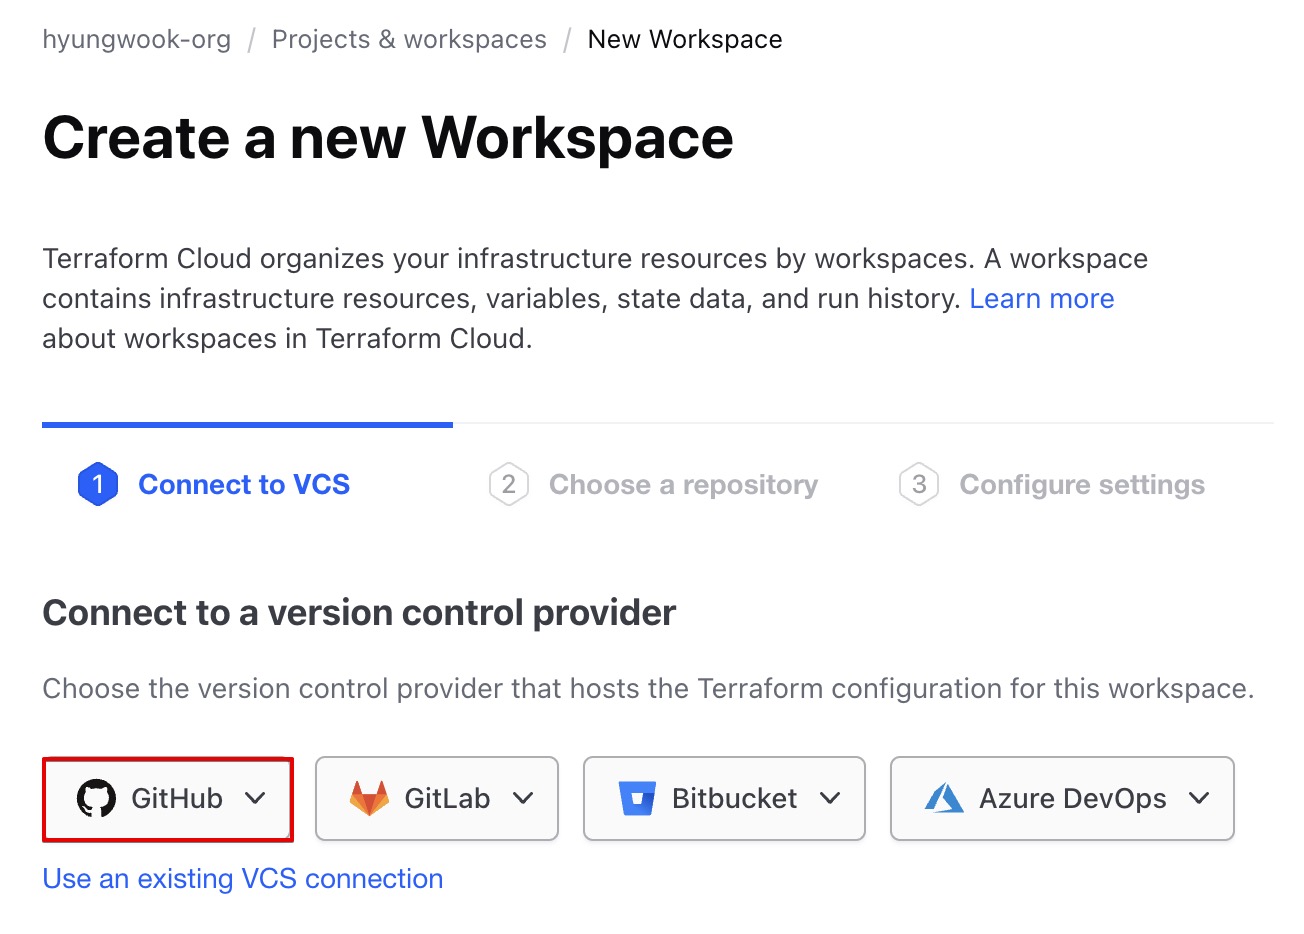 hyungwook-org / Projects & workspaces / New Workspace
Create a new Workspace
Terraform Cloud organizes your infrastructure resources by workspaces. A workspace
contains infrastructure resources, variables, state data, and run history. Learn more
about workspaces in Terraform Cloud.
1 Connect to VCS 2 Choose a repository 3 Configure settings
Connect to a version control provider
Choose the version control provider that hosts the Terraform configuration for this workspace.
GitHub GitLab Bitbucket Azure DevOps
Use an existing VCS connection